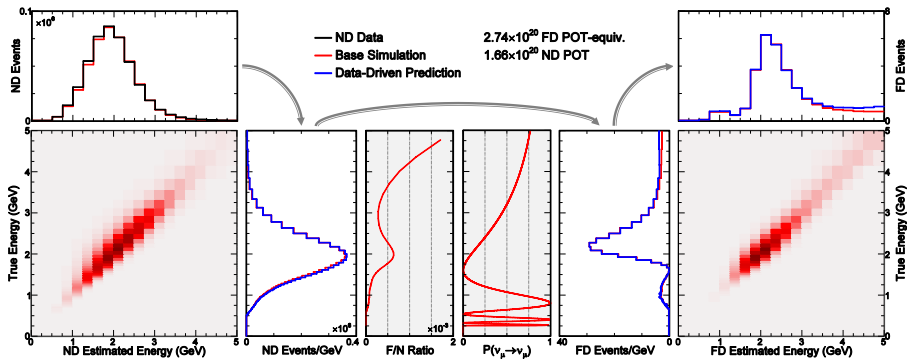 0.1
×10⁶
ND Events
0
ND Data
Base Simulation
Data-Driven Prediction
2.74×10²⁰ FD POT-equiv.
1.66×10²⁰ ND POT
8
FD Events
0
5
4
3
2
1
0
True Energy (GeV)
0 1 2 3 4 5
ND Estimated Energy (GeV)
0 0.4
×10⁶
ND Events/GeV
0 2
×10⁻³
F/N Ratio
0 1
P(νμ→νμ)
40 0
FD Events/GeV
5
4
3
2
1
0
True Energy (GeV)
0 1 2 3 4 5
FD Estimated Energy (GeV)